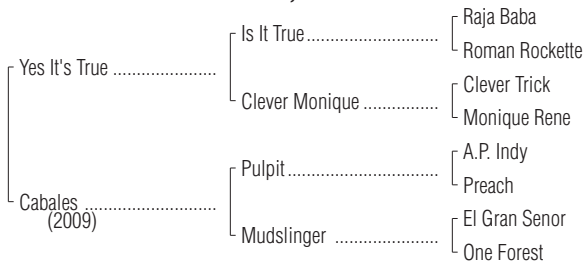 Raja Baba
Is It True
Roman Rockette
Yes It's True
Clever Trick
Clever Monique
Monique Rene
A.P. Indy
Pulpit
Preach
Cabales
(2009)
El Gran Senor
Mudslinger
One Forest